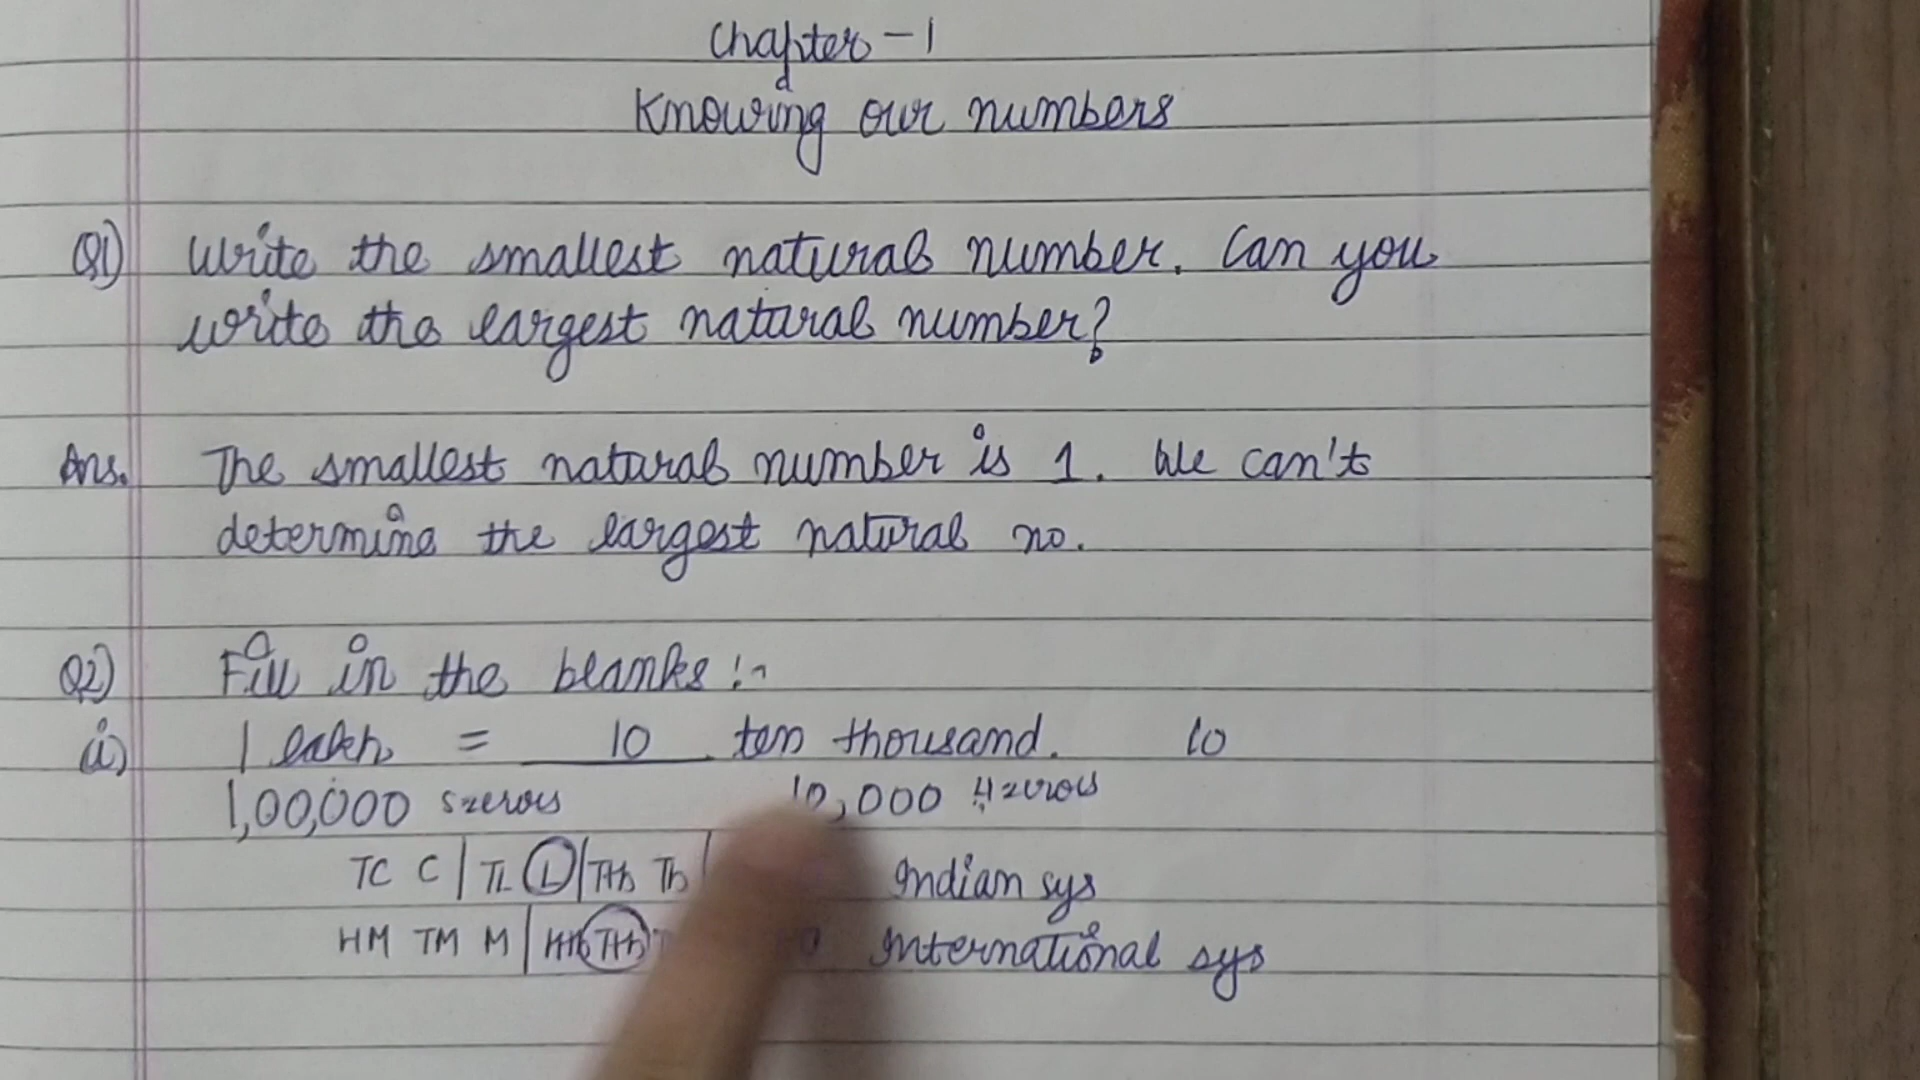 Chapter - 1
Knowing our numbers
Q1) Write the smallest natural number. Can you
write the largest natural number?
Ans. The smallest natural number is 1. We can't
determine the largest natural no.
Q2) Fill in the blanks :-
(i) 1 lakh = 10 ten thousand. 10
1,00,000 5 zeroes 10,000 4 zeroes
TC C | TL L | TTh Th | Indian sys
HM TM M | HTh TTh O International sys